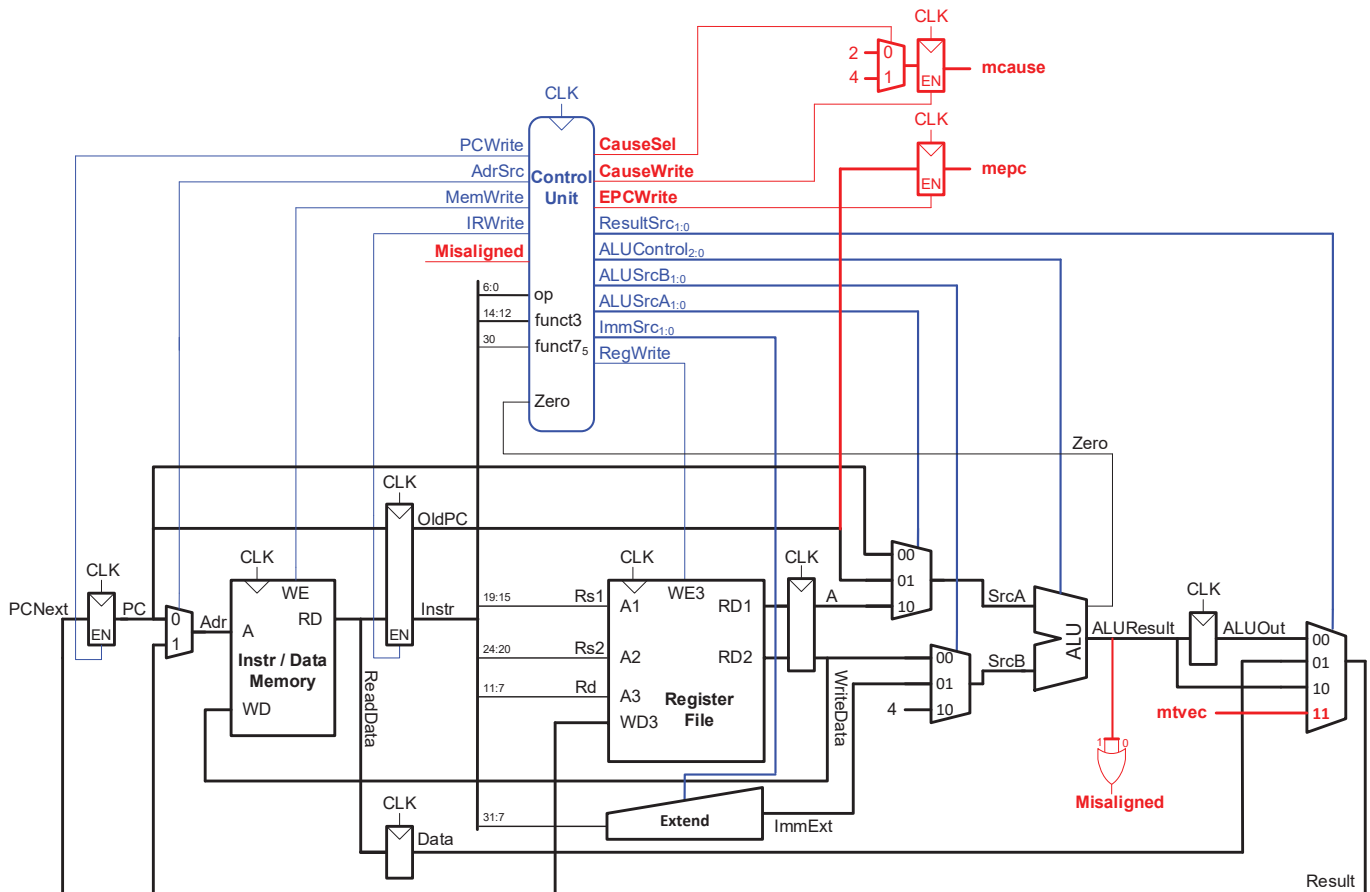 CLK
2
0
4
1
EN
mcause
CLK
EN
mepc
CLK
PCWrite
AdrSrc
MemWrite
IRWrite
Misaligned
Control
Unit
CauseSel
CauseWrite
EPCWrite
ResultSrc1:0
ALUControl2:0
ALUSrcB1:0
ALUSrcA1:0
ImmSrc1:0
RegWrite
6:0
op
14:12
funct3
30
funct75
Zero
Zero
CLK
OldPC
EN
Instr
PCNext
CLK
EN
PC
0
1
Adr
CLK
WE
A
RD
Instr / Data
Memory
WD
ReadData
19:15
Rs1
24:20
Rs2
11:7
Rd
31:7
CLK
A1
WE3
RD1
A2
RD2
A3
WD3
Register
File
CLK
A
WriteData
00
01
10
SrcA
00
01
10
4
SrcB
ALU
ALUResult
CLK
ALUOut
00
01
10
11
mtvec
1
0
Misaligned
Extend
ImmExt
CLK
Data
Result